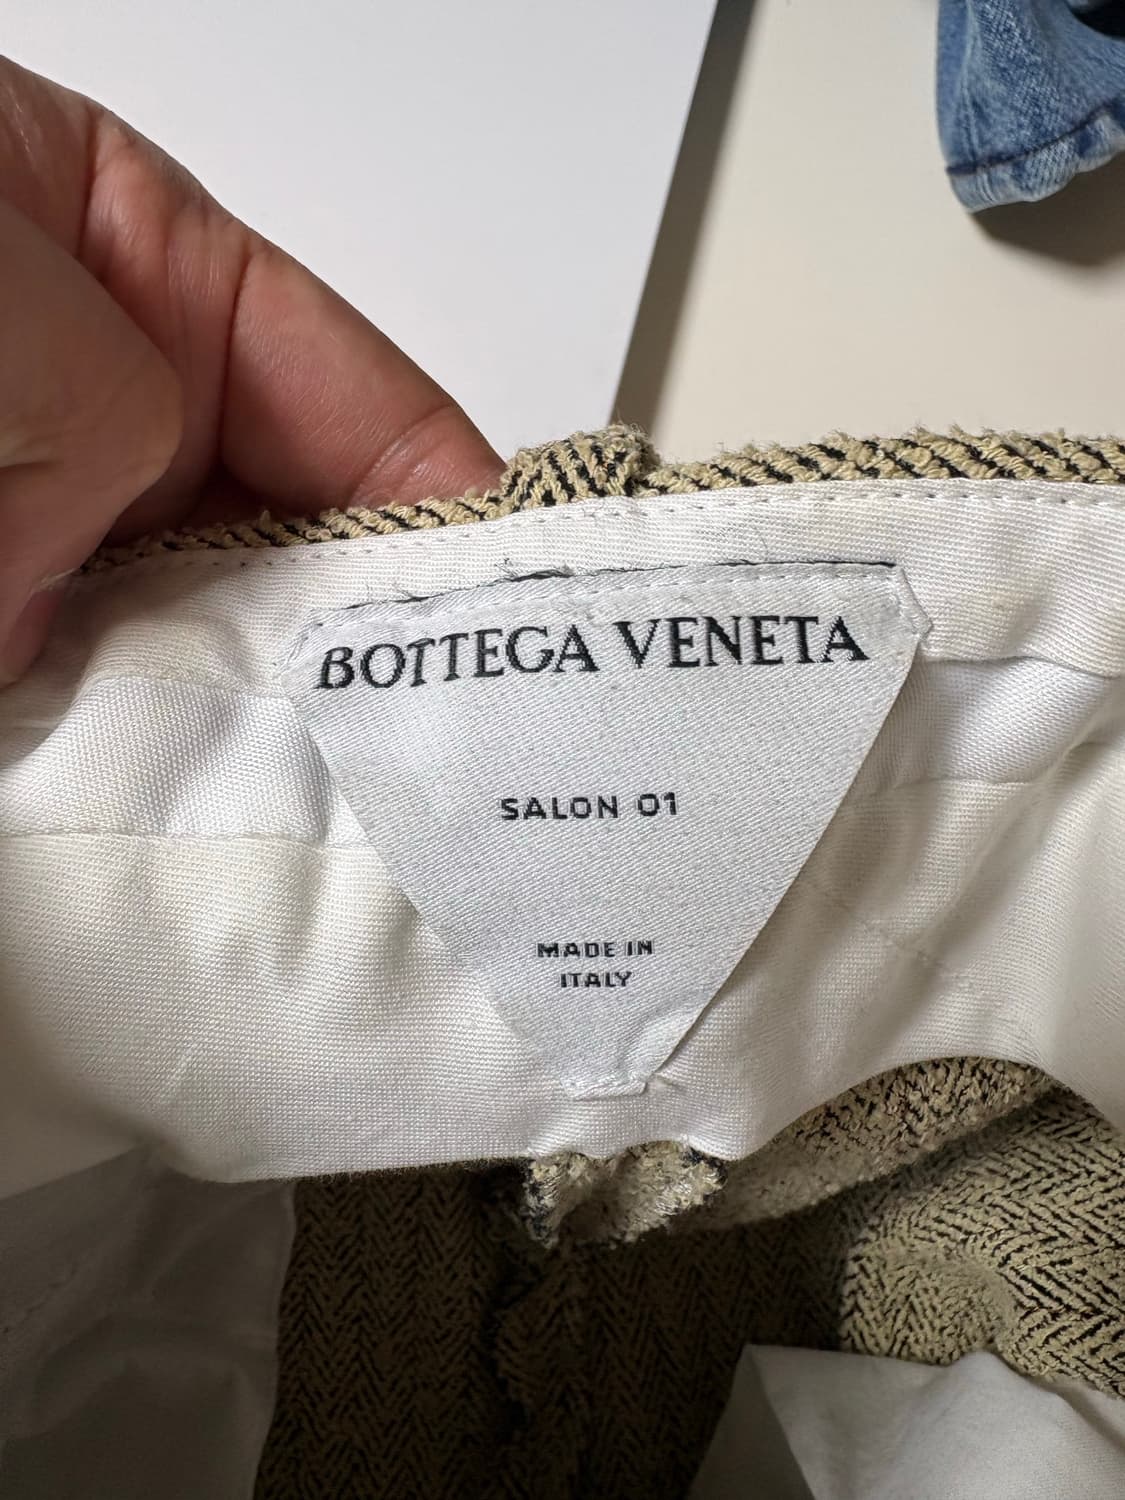 BOTTEGA VENETA
SALON 01
MADE IN
ITALY